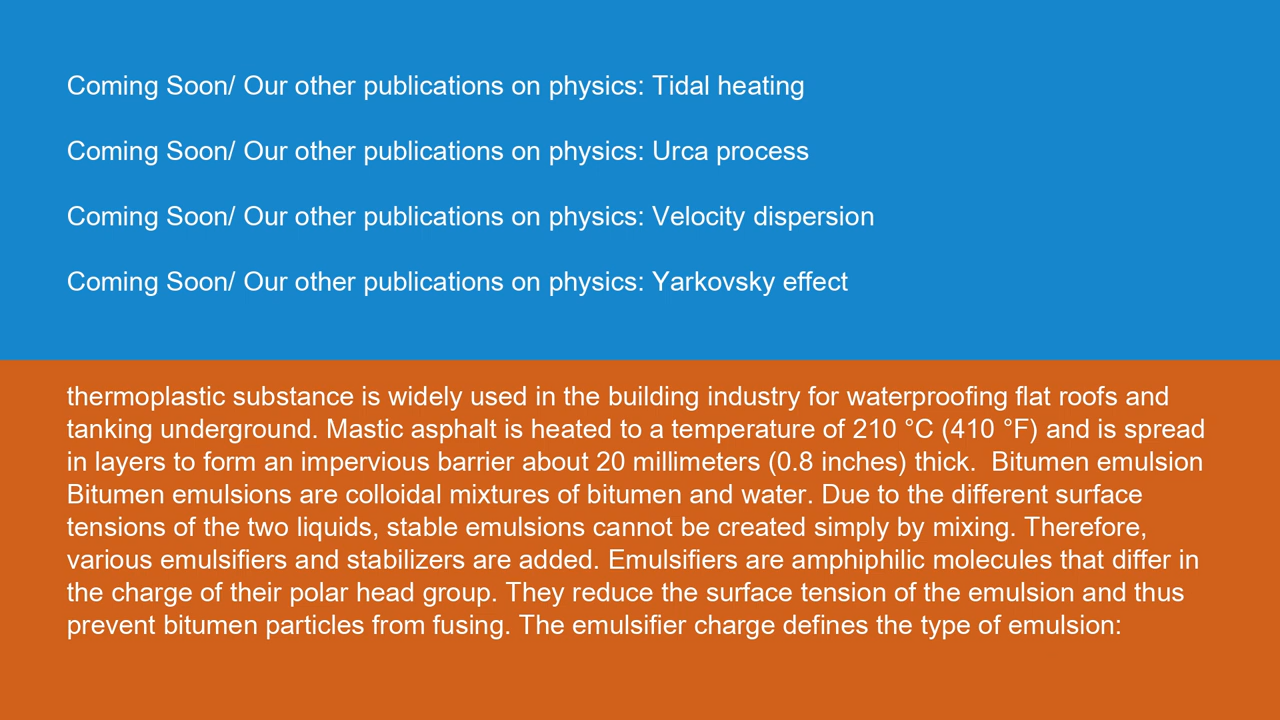 Coming Soon/ Our other publications on physics: Tidal heating
Coming Soon/ Our other publications on physics: Urca process
Coming Soon/ Our other publications on physics: Velocity dispersion
Coming Soon/ Our other publications on physics: Yarkovsky effect
thermoplastic substance is widely used in the building industry for waterproofing flat roofs and
tanking underground. Mastic asphalt is heated to a temperature of 210 °C (410 °F) and is spread
in layers to form an impervious barrier about 20 millimeters (0.8 inches) thick.  Bitumen emulsion
Bitumen emulsions are colloidal mixtures of bitumen and water. Due to the different surface
tensions of the two liquids, stable emulsions cannot be created simply by mixing. Therefore,
various emulsifiers and stabilizers are added. Emulsifiers are amphiphilic molecules that differ in
the charge of their polar head group. They reduce the surface tension of the emulsion and thus
prevent bitumen particles from fusing. The emulsifier charge defines the type of emulsion: